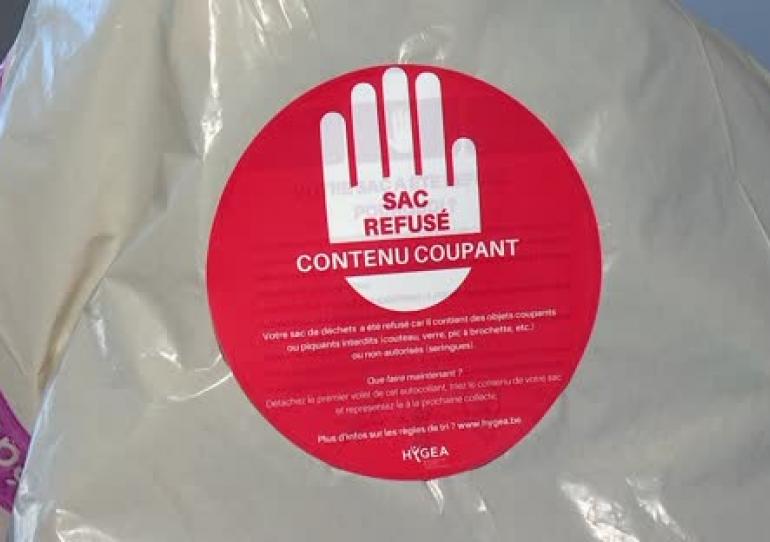 SAC
REFUSÉ
CONTENU COUPANT
Votre sac de déchets a été refusé car il contient des objets coupants
ou piquants interdits (couteau, verre, pic à brochette, etc.)
ou non autorisés (seringues).
Que faire maintenant ?
Détachez le premier volet de cet autocollant, triez le contenu de votre sac
et représentez-le à la prochaine collecte.
Plus d'infos sur les règles de tri ? www.hygea.be
HYGEA